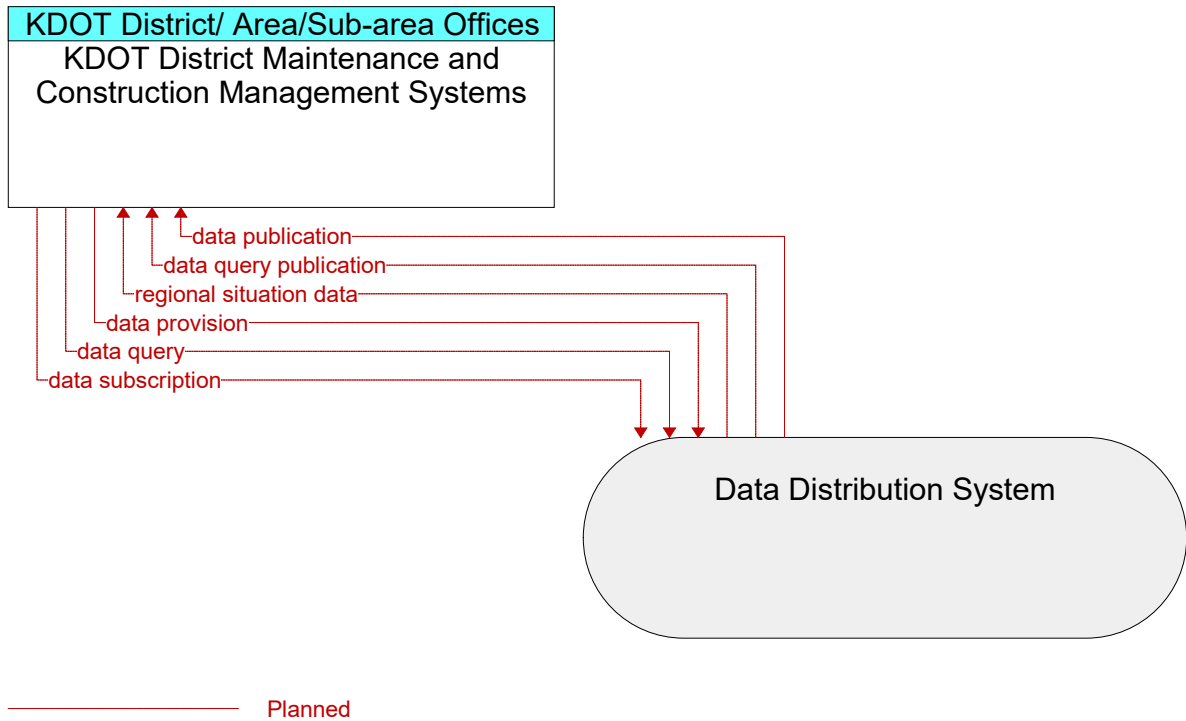 KDOT District/ Area/Sub-area Offices
KDOT District Maintenance and
Construction Management Systems
data publication
data query publication
regional situation data
data provision
data query
data subscription
Data Distribution System
Planned